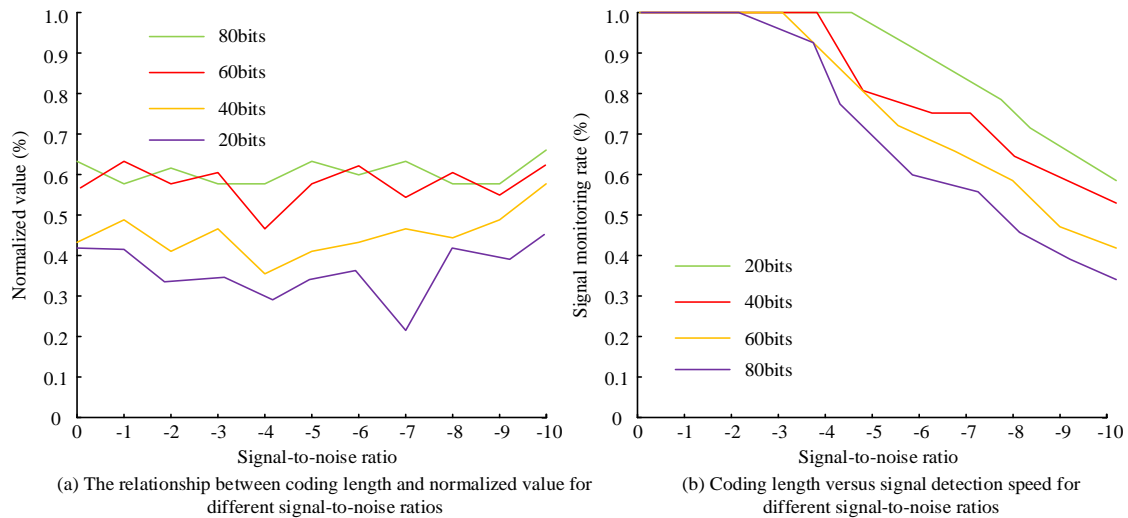 Normalized value (%)
1.0
0.9
0.8
0.7
0.6
0.5
0.4
0.3
0.2
0.1
0
80bits
60bits
40bits
20bits
0 -1 -2 -3 -4 -5 -6 -7 -8 -9 -10
Signal-to-noise ratio
(a) The relationship between coding length and normalized value for
different signal-to-noise ratios
Signal monitoring rate (%)
1.0
0.9
0.8
0.7
0.6
0.5
0.4
0.3
0.2
0.1
0
20bits
40bits
60bits
80bits
0 -1 -2 -3 -4 -5 -6 -7 -8 -9 -10
Signal-to-noise ratio
(b) Coding length versus signal detection speed for
different signal-to-noise ratios